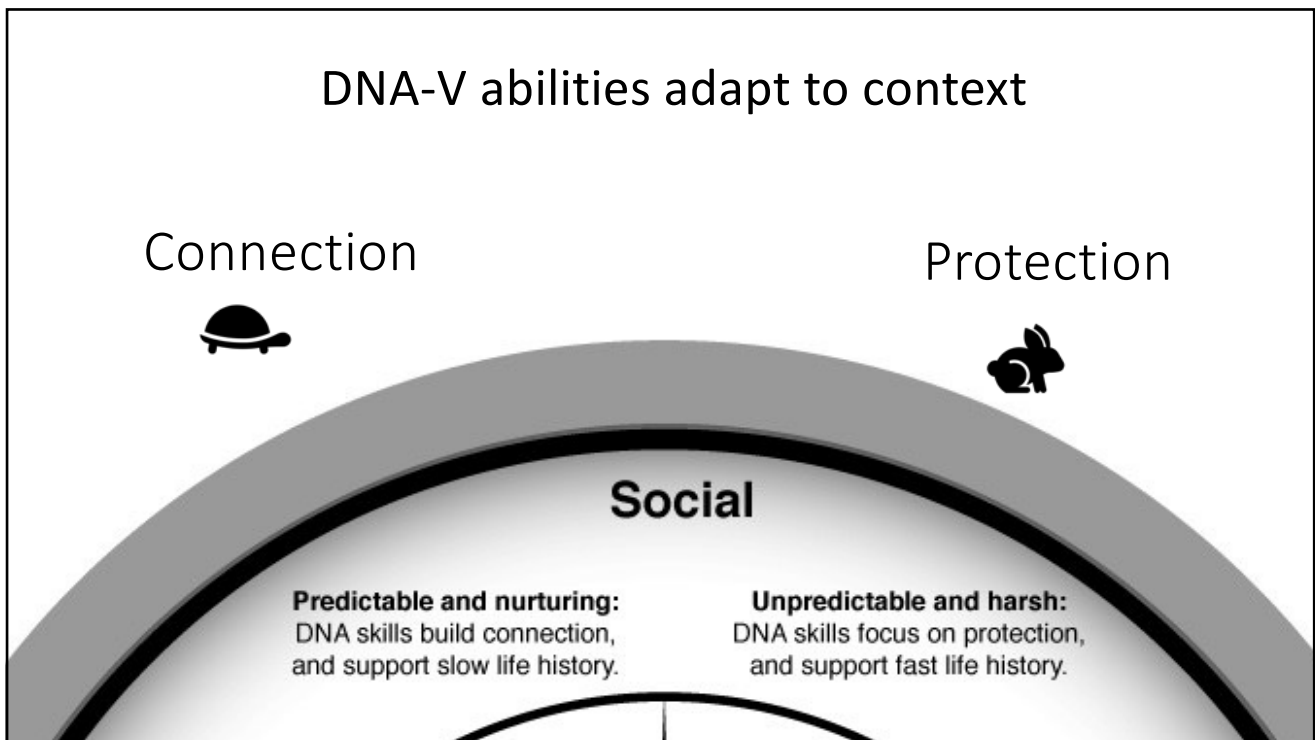 DNA-V abilities adapt to context
Connection
Protection
Social
Predictable and nurturing:
DNA skills build connection,
and support slow life history.
Unpredictable and harsh:
DNA skills focus on protection,
and support fast life history.